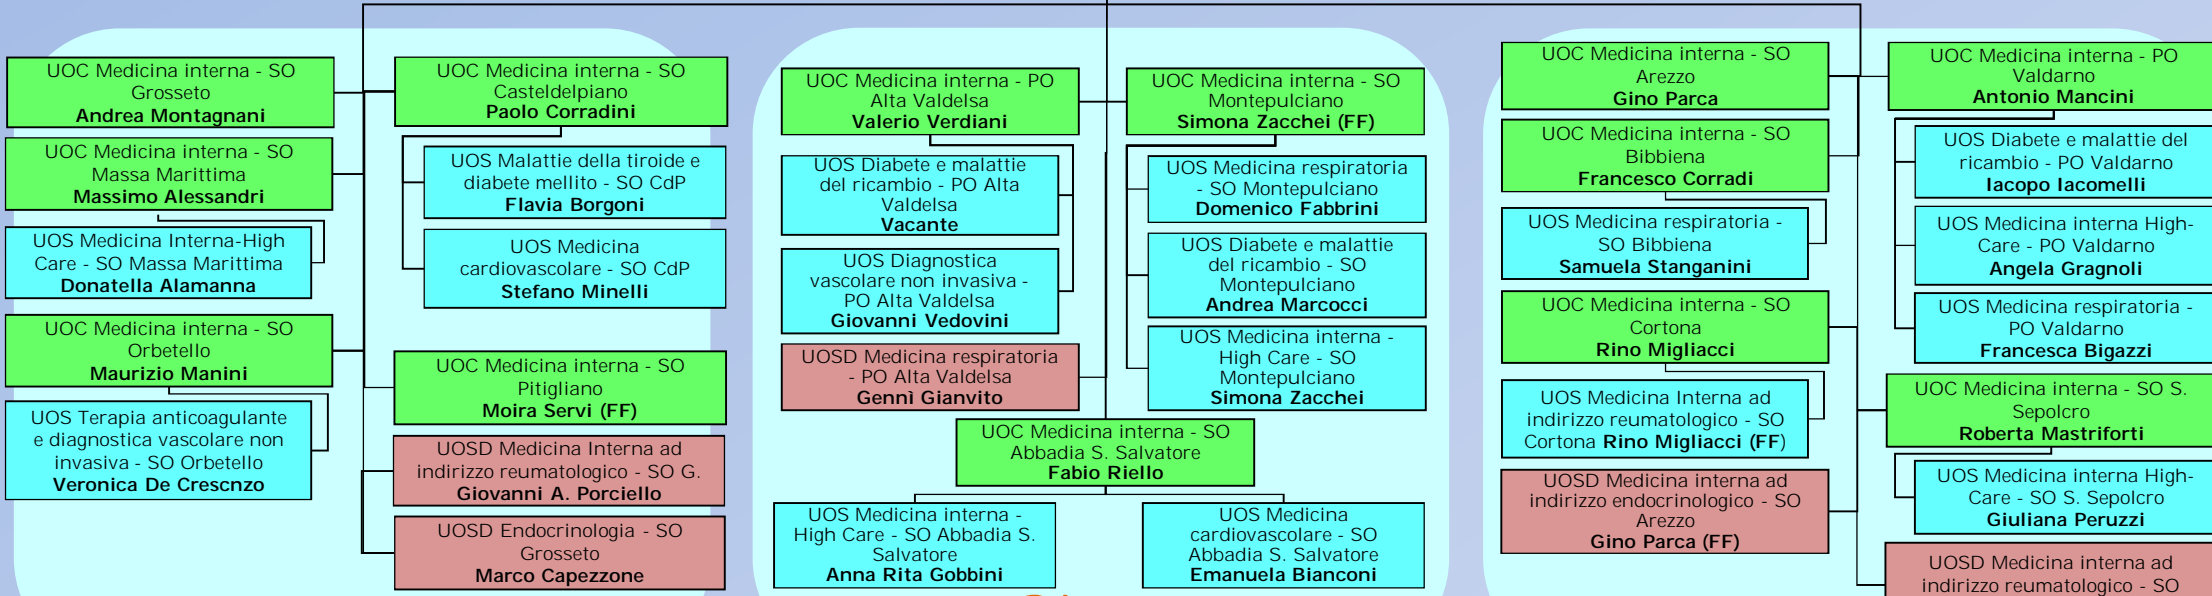 UOC Medicina interna - SO
Grosseto
Andrea Montagnani
UOC Medicina interna - SO
Massa Marittima
Massimo Alessandri
UOS Medicina Interna-High
Care - SO Massa Marittima
Donatella Alamanna
UOC Medicina interna - SO
Orbetello
Maurizio Manini
UOS Terapia anticoagulante
e diagnostica vascolare non
invasiva - SO Orbetello
Veronica De Crescnzo
UOC Medicina interna - SO
Casteldelpiano
Paolo Corradini
UOS Malattie della tiroide e
diabete mellito - SO CdP
Flavia Borgoni
UOS Medicina
cardiovascolare - SO CdP
Stefano Minelli
UOC Medicina interna - SO
Pitigliano
Moira Servi (FF)
UOSD Medicina Interna ad
indirizzo reumatologico - SO G.
Giovanni A. Porciello
UOSD Endocrinologia - SO
Grosseto
Marco Capezzone
UOC Medicina interna - PO
Alta Valdelsa
Valerio Verdiani
UOS Diabete e malattie
del ricambio - PO Alta
Valdelsa
Vacante
UOS Diagnostica
vascolare non invasiva -
PO Alta Valdelsa
Giovanni Vedovini
UOSD Medicina respiratoria
- PO Alta Valdelsa
Gennì Gianvito
UOC Medicina interna - SO
Montepulciano
Simona Zacchei (FF)
UOS Medicina respiratoria
- SO Montepulciano
Domenico Fabbrini
UOS Diabete e malattie
del ricambio - SO
Montepulciano
Andrea Marcocci
UOS Medicina interna -
High Care - SO
Montepulciano
Simona Zacchei
UOC Medicina interna - SO
Abbadia S. Salvatore
Fabio Riello
UOS Medicina interna -
High Care - SO Abbadia S.
Salvatore
Anna Rita Gobbini
UOS Medicina
cardiovascolare - SO
Abbadia S. Salvatore
Emanuela Bianconi
UOC Medicina interna - SO
Arezzo
Gino Parca
UOC Medicina interna - SO
Bibbiena
Francesco Corradi
UOS Medicina respiratoria -
SO Bibbiena
Samuela Stanganini
UOC Medicina interna - SO
Cortona
Rino Migliacci
UOS Medicina Interna ad
indirizzo reumatologico - SO
Cortona Rino Migliacci (FF)
UOSD Medicina interna ad
indirizzo endocrinologico - SO
Arezzo
Gino Parca (FF)
UOC Medicina interna - PO
Valdarno
Antonio Mancini
UOS Diabete e malattie del
ricambio - PO Valdarno
Iacopo Iacomelli
UOS Medicina interna High-
Care - PO Valdarno
Angela Gragnoli
UOS Medicina respiratoria -
PO Valdarno
Francesca Bigazzi
UOC Medicina interna - SO S.
Sepolcro
Roberta Mastriforti
UOS Medicina interna High-
Care - SO S. Sepolcro
Giuliana Peruzzi
UOSD Medicina interna ad
indirizzo reumatologico - SO